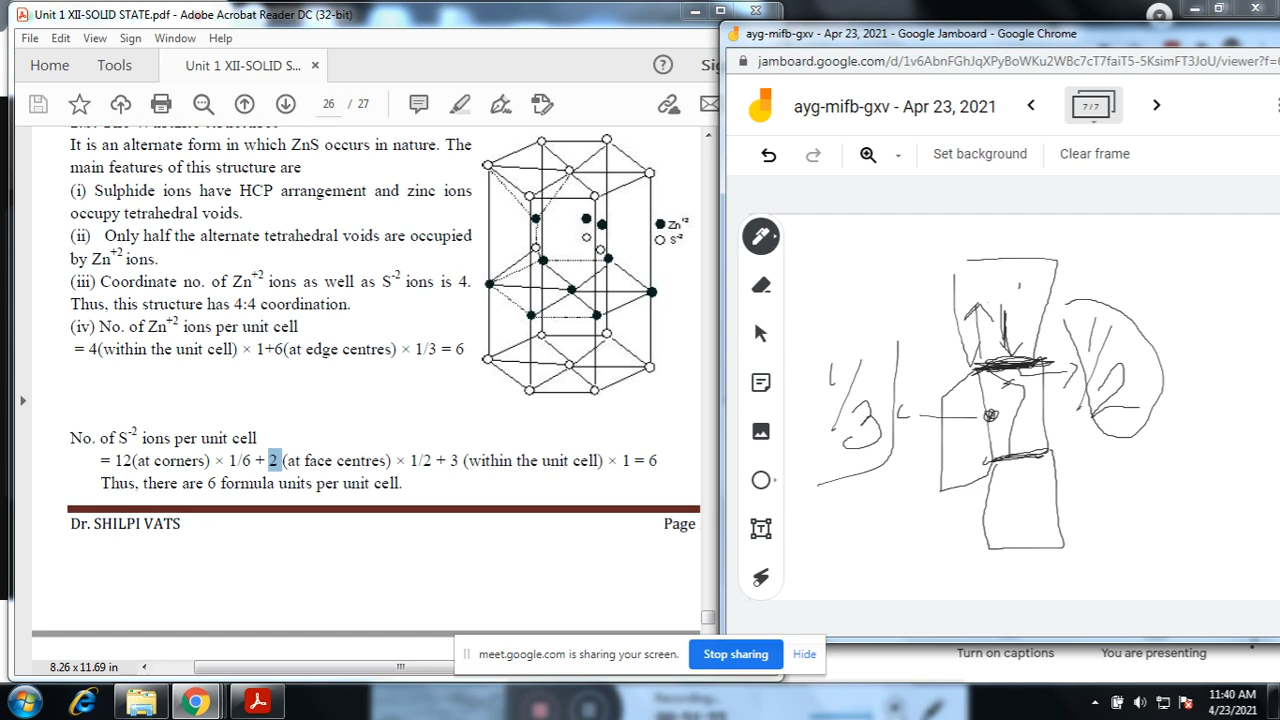 Unit 1 XII-SOLID STATE.pdf - Adobe Acrobat Reader DC (32-bit)
File Edit View Sign Window Help
Home Tools Unit 1 XII-SOLID S... × Sig
26 / 27
It is an alternate form in which ZnS occurs in nature. The
main features of this structure are
(i) Sulphide ions have HCP arrangement and zinc ions
occupy tetrahedral voids.
(ii) Only half the alternate tetrahedral voids are occupied
by Zn+2 ions.
(iii) Coordinate no. of Zn+2 ions as well as S-2 ions is 4.
Thus, this structure has 4:4 coordination.
(iv) No. of Zn+2 ions per unit cell
= 4(within the unit cell) × 1+6(at edge centres) × 1/3 = 6
Zn+2
S-2
No. of S-2 ions per unit cell
= 12(at corners) × 1/6 + 2 (at face centres) × 1/2 + 3 (within the unit cell) × 1 = 6
Thus, there are 6 formula units per unit cell.
Dr. SHILPI VATS Page
8.26 x 11.69 in
ayg-mifb-gxv - Apr 23, 2021 - Google Jamboard - Google Chrome
jamboard.google.com/d/1v6AbnFGhJqXPyBoWKu2WBc7cT7faiT5-5KsimFT3JoU/viewer?f=6
ayg-mifb-gxv - Apr 23, 2021
7 / 7
Set background Clear frame
1/3
1/2
meet.google.com is sharing your screen. Stop sharing Hide
Turn on captions You are presenting
Recording...
11:40 AM
4/23/2021